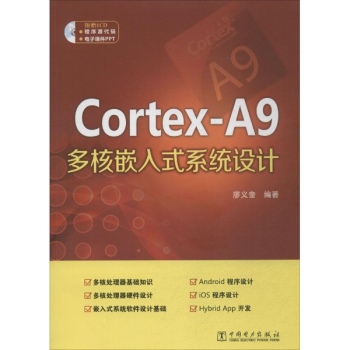 附赠1CD
程序源代码
电子课件PPT
Cortex
A9
Cortex-A9
多核嵌入式系统设计
廖义奎 编著
多核处理器基础知识
多核处理器硬件设计
嵌入式系统软件设计基础
Android 程序设计
iOS 程序设计
Hybrid App 开发
中国电力出版社